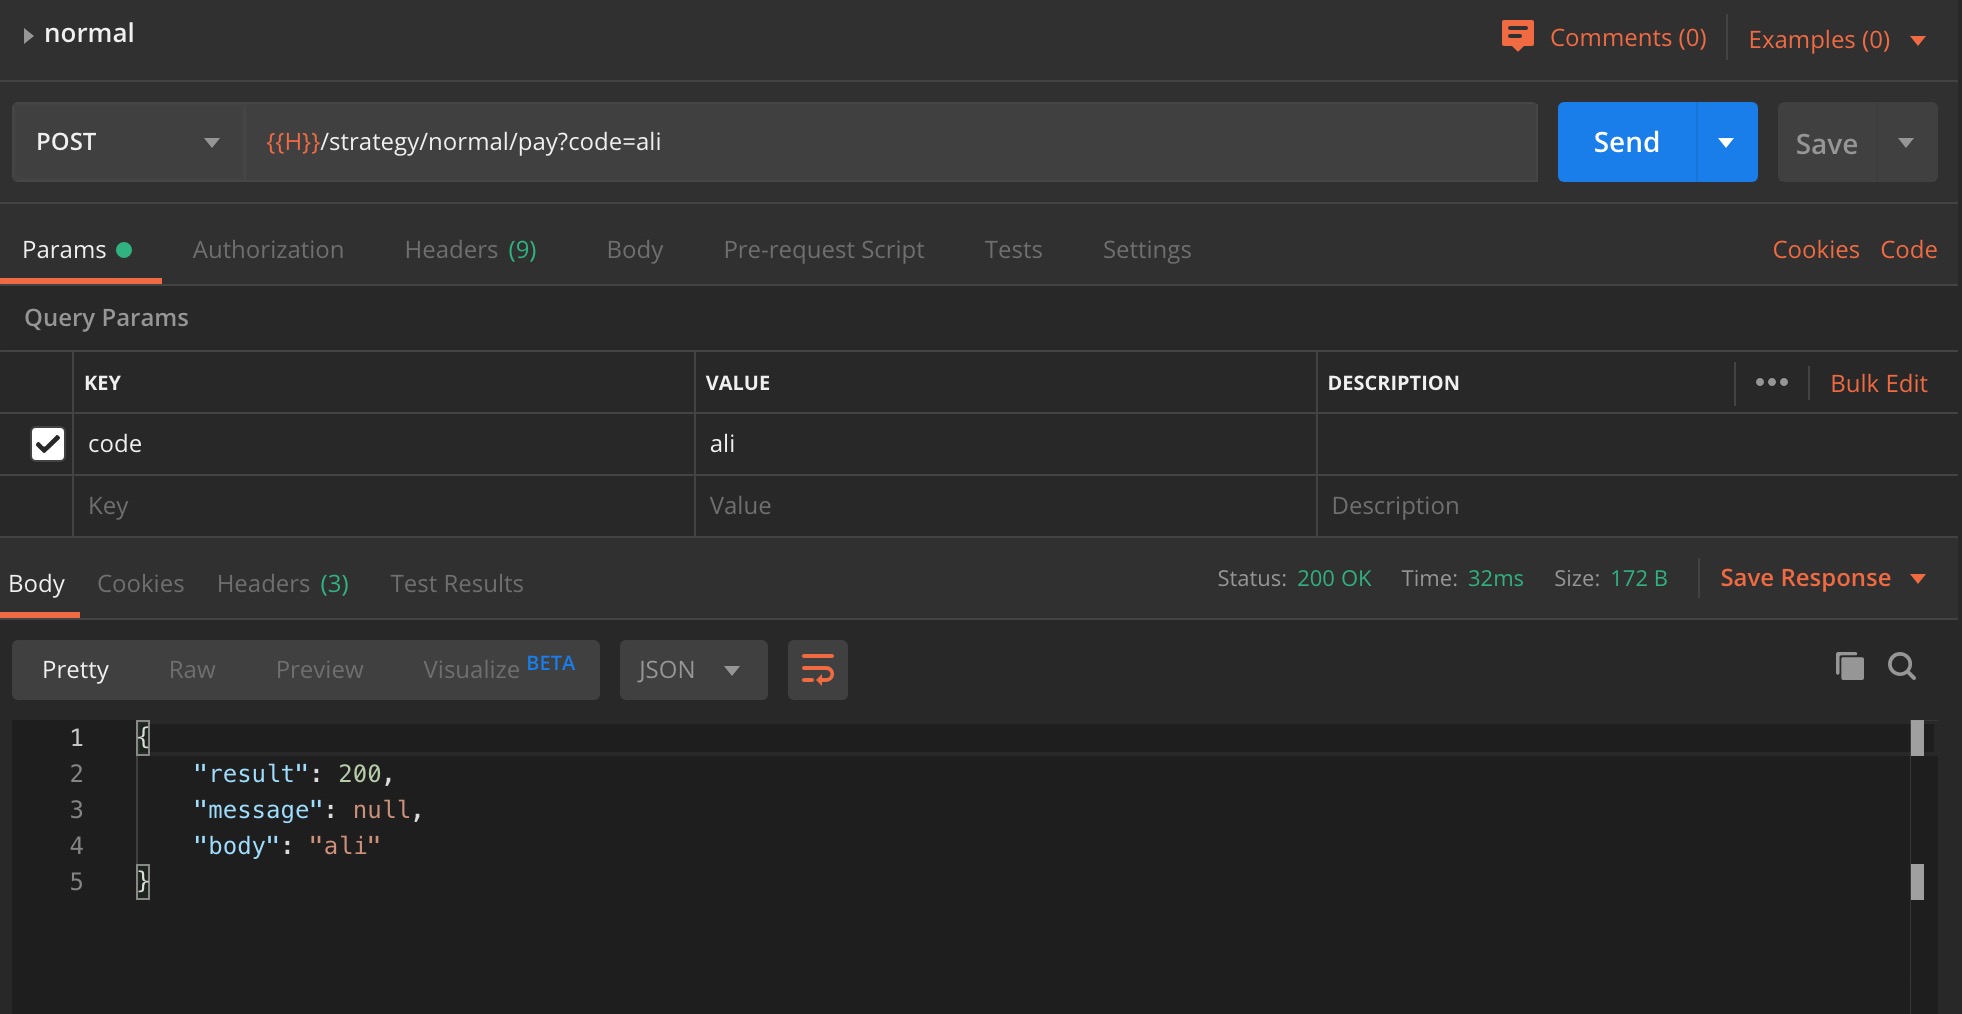 normal
Comments (0)
Examples (0)
POST
{{H}}/strategy/normal/pay?code=ali
Send
Save
Params
Authorization
Headers (9)
Body
Pre-request Script
Tests
Settings
Cookies
Code
Query Params
KEY
VALUE
DESCRIPTION
Bulk Edit
code
ali
Key
Value
Description
Body
Cookies
Headers (3)
Test Results
Status: 200 OK
Time: 32ms
Size: 172 B
Save Response
Pretty
Raw
Preview
Visualize BETA
JSON
1 {
2 "result": 200,
3 "message": null,
4 "body": "ali"
5 }